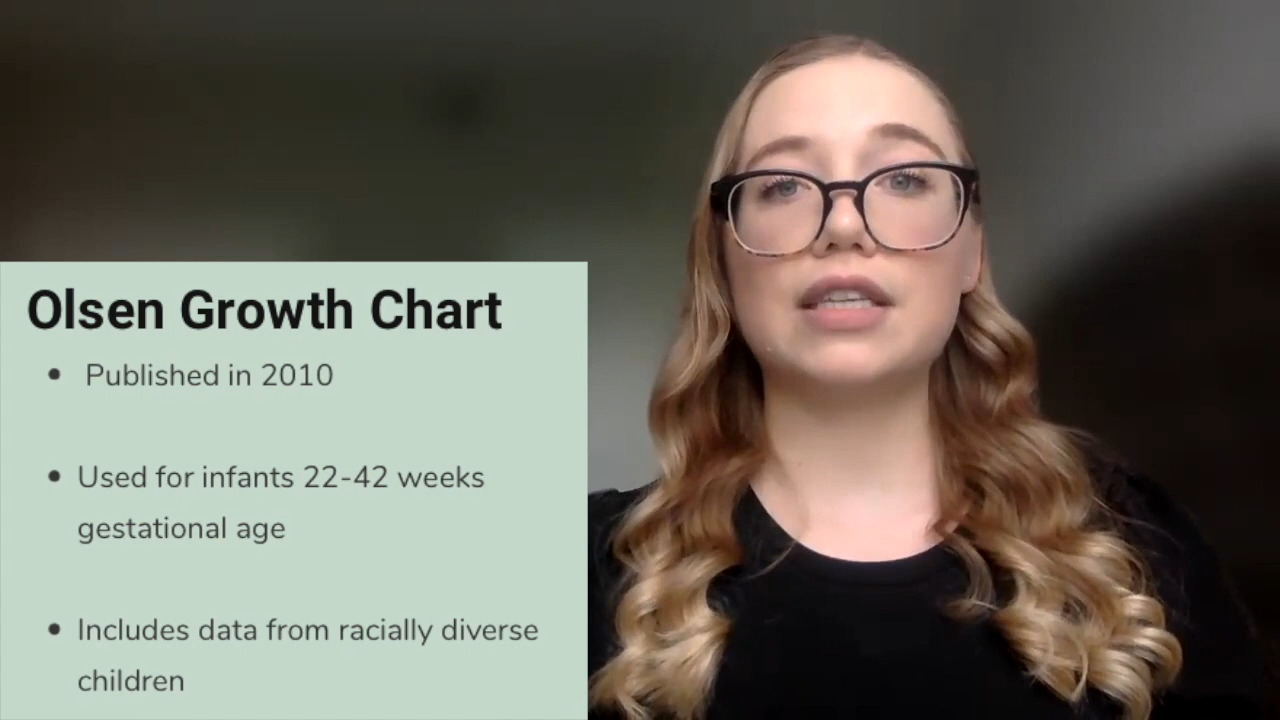 Olsen Growth Chart
• Published in 2010
• Used for infants 22-42 weeks
gestational age
• Includes data from racially diverse
children